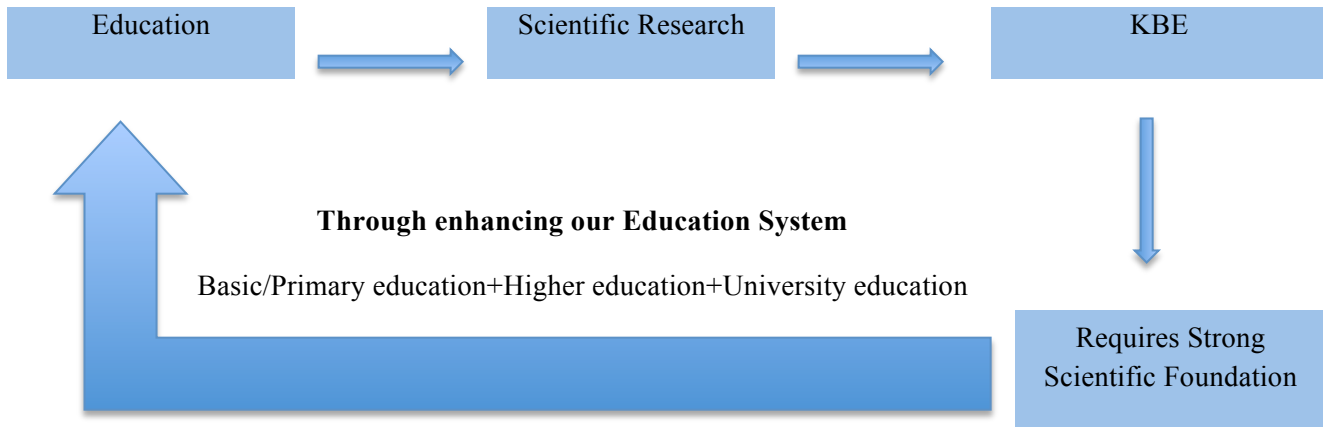 Education
Scientific Research
KBE
Through enhancing our Education System
Basic/Primary education+Higher education+University education
Requires Strong
Scientific Foundation